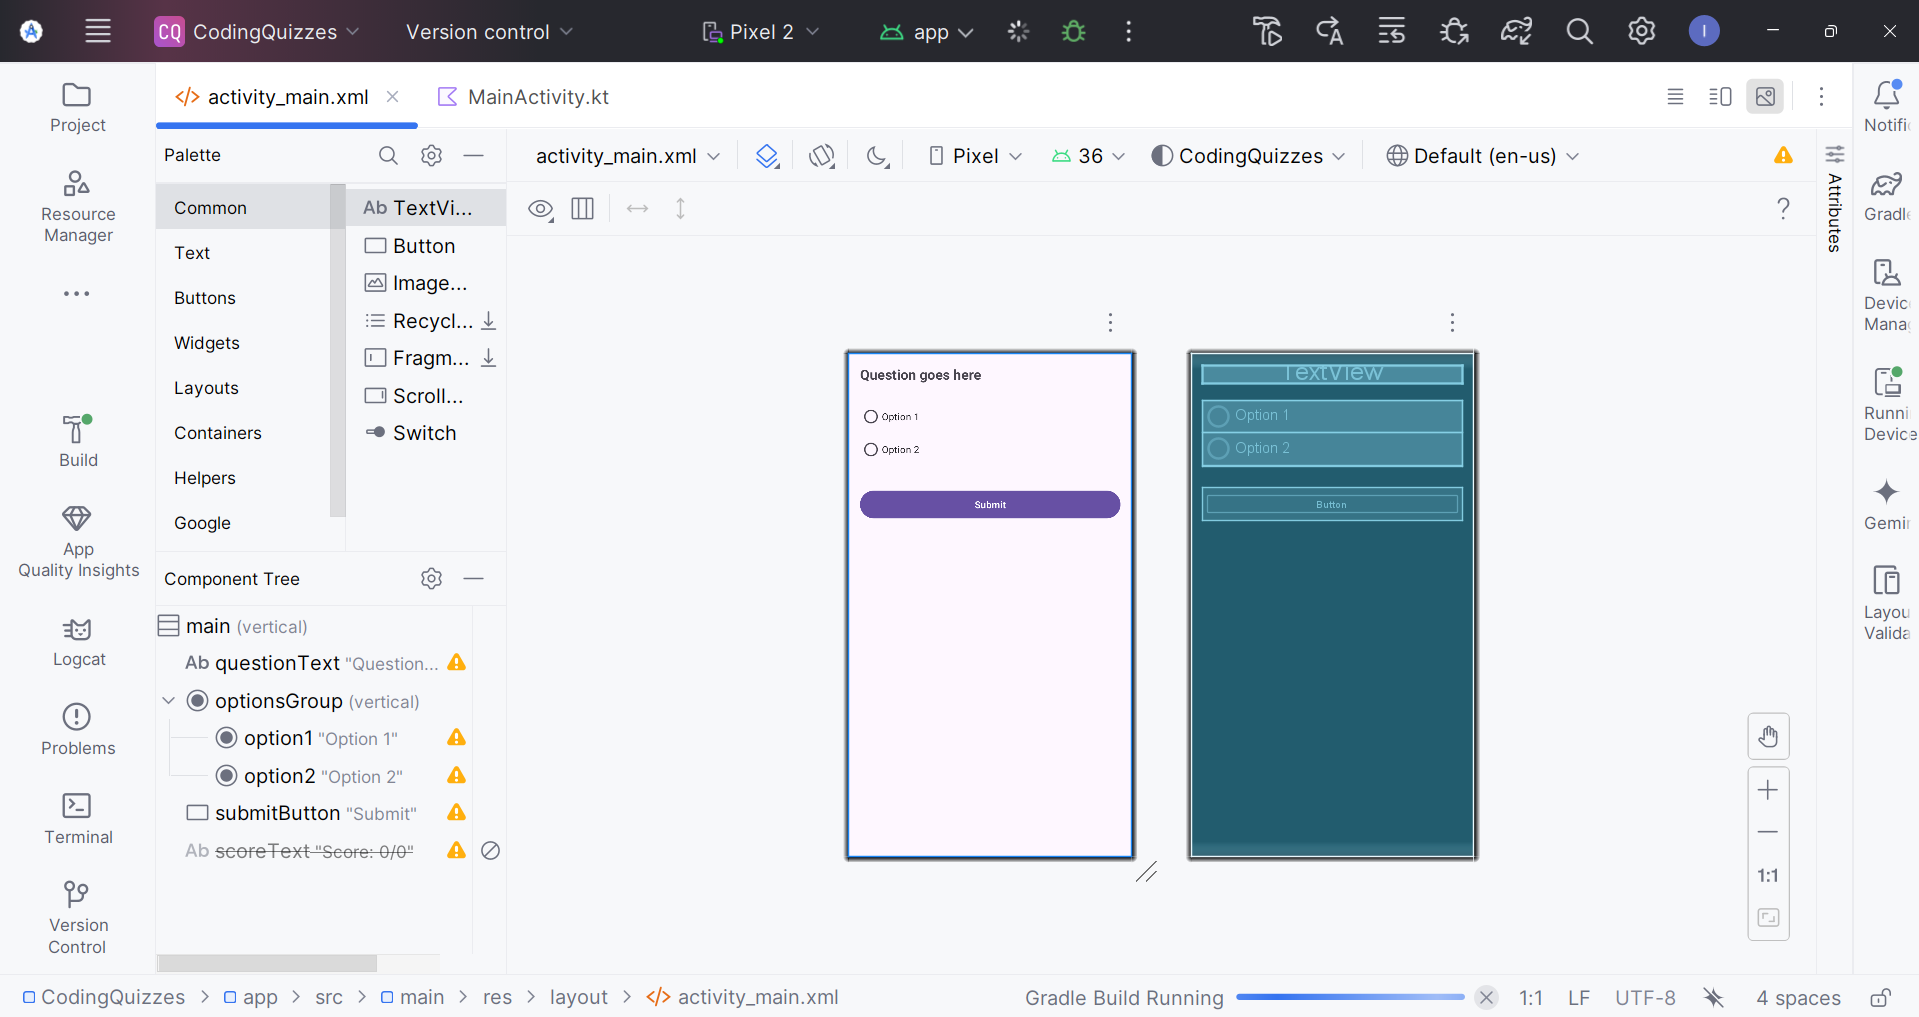 CQ CodingQuizzes Version control Pixel 2 app I
activity_main.xml MainActivity.kt
Project
Resource
Manager
Build
App
Quality Insights
Logcat
Problems
Terminal
Version
Control
Palette
Common
Text
Buttons
Widgets
Layouts
Containers
Helpers
Google
Ab TextVi...
Button
Image...
Recycl...
Fragm...
Scroll...
Switch
Component Tree
main (vertical)
Ab questionText "Question...
optionsGroup (vertical)
option1 "Option 1"
option2 "Option 2"
submitButton "Submit"
Ab scoreText "Score: 0/0"
activity_main.xml Pixel 36 CodingQuizzes Default (en-us)
?
Question goes here
Option 1
Option 2
Submit
TextView
Option 1
Option 2
Button
1:1
Attributes
Notifi
Gradle
Devic
Mana
Runni
Device
Gemi
Layou
Valida
CodingQuizzes > app > src > main > res > layout > activity_main.xml
Gradle Build Running 1:1 LF UTF-8 4 spaces